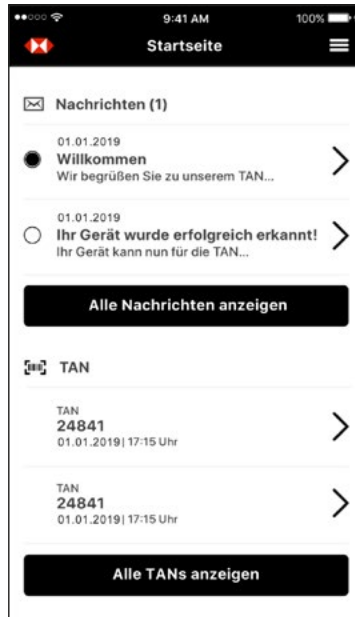 9:41 AM 100%
Startseite
Nachrichten (1)
01.01.2019
Willkommen
Wir begrüßen Sie zu unserem TAN...
01.01.2019
Ihr Gerät wurde erfolgreich erkannt!
Ihr Gerät kann nun für die TAN...
Alle Nachrichten anzeigen
TAN
TAN
24841
01.01.2019| 17:15 Uhr
TAN
24841
01.01.2019| 17:15 Uhr
Alle TANs anzeigen